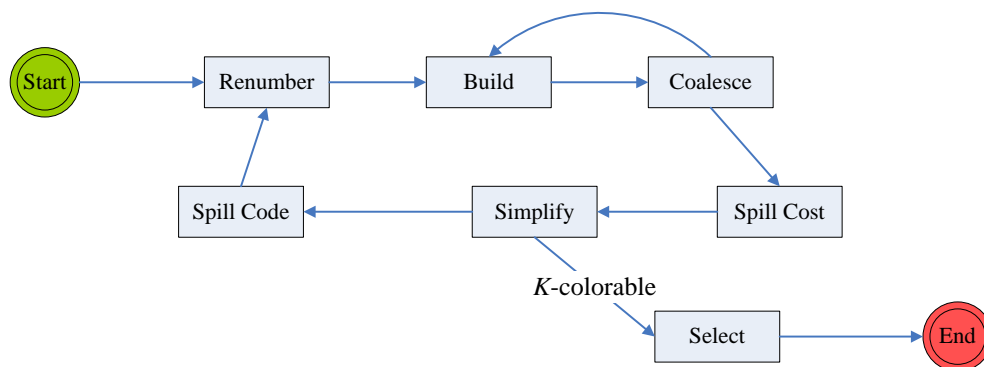 Start
Renumber
Build
Coalesce
Spill Code
Simplify
Spill Cost
K-colorable
Select
End